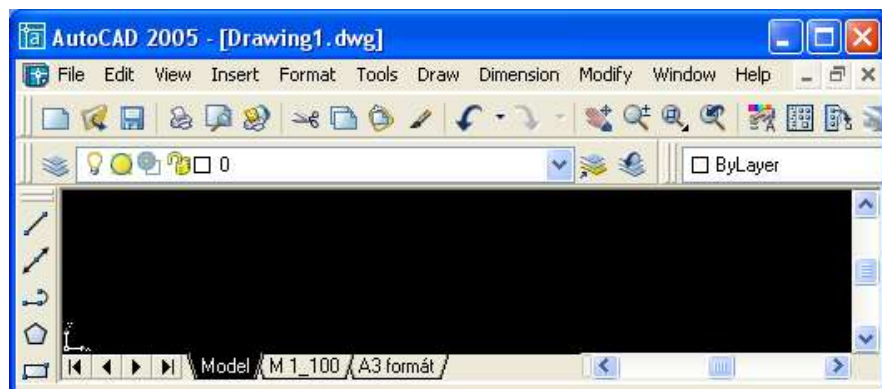 AutoCAD 2005 - [Drawing1.dwg]
File Edit View Insert Format Tools Draw Dimension Modify Window Help
0 ByLayer
Model M 1_100 A3 formát